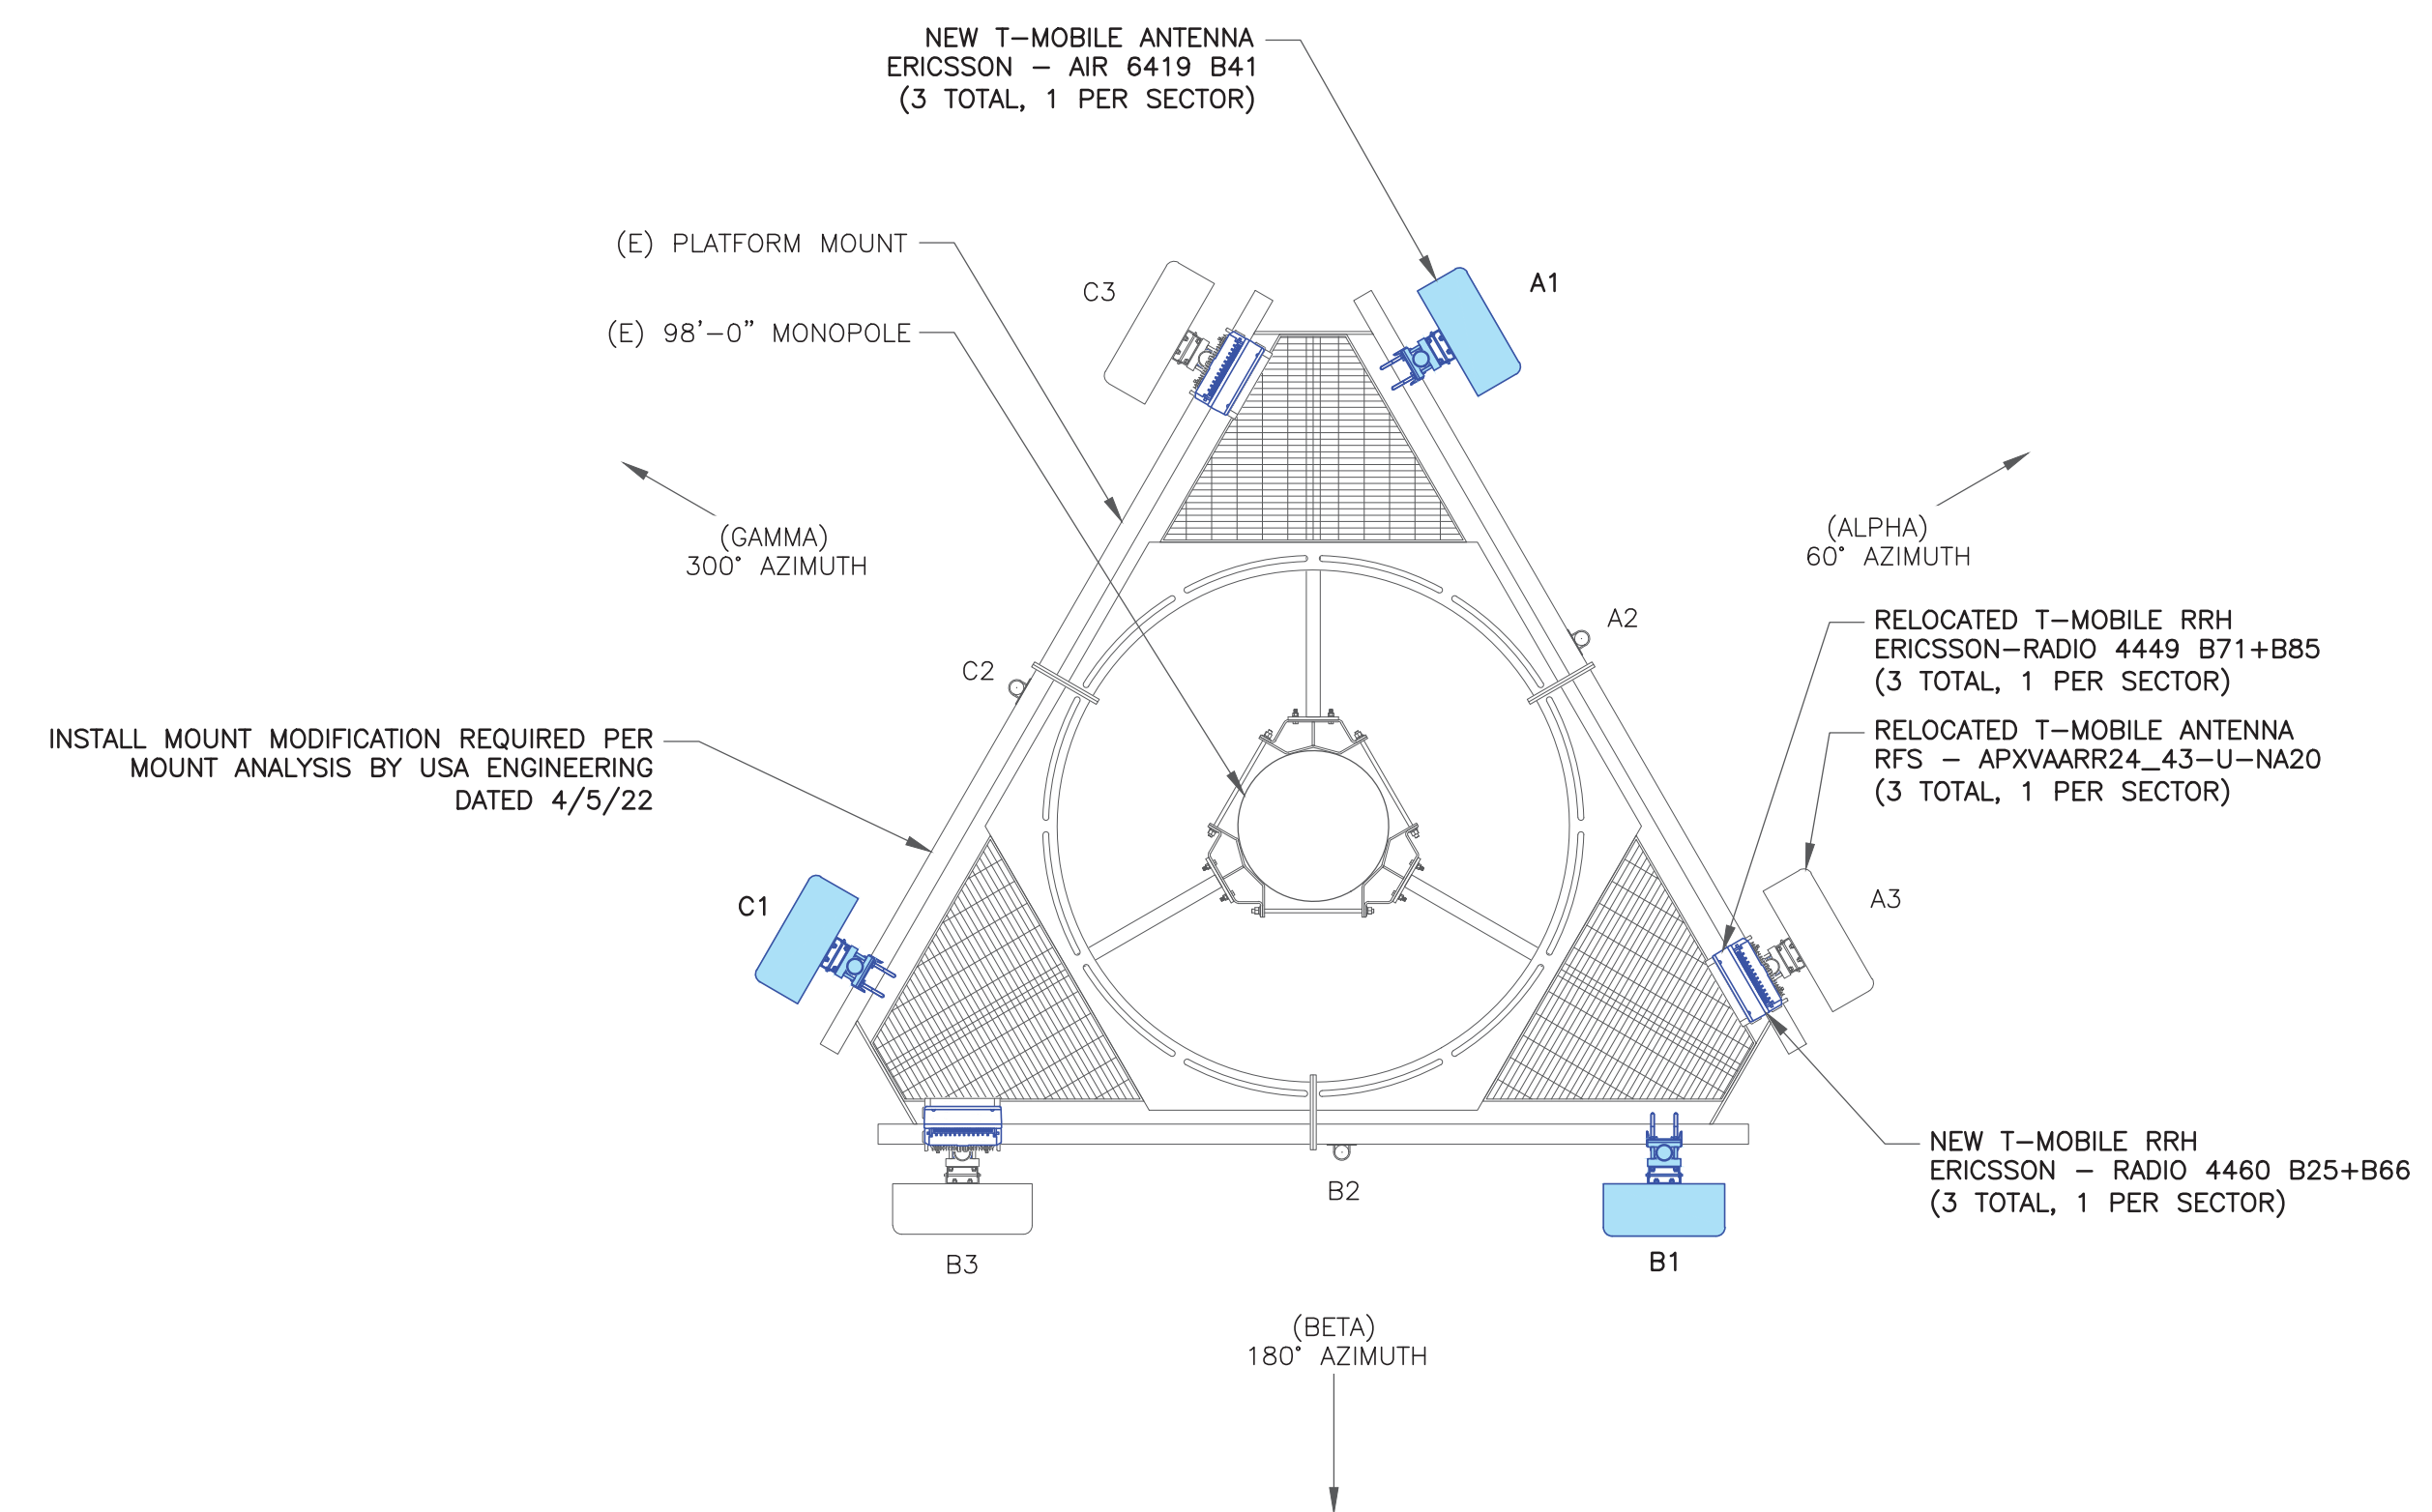 NEW T-MOBILE ANTENNA
ERICSSON - AIR 6419 B41
(3 TOTAL, 1 PER SECTOR)
(E) PLATFORM MOUNT
(E) 98'-0" MONOPOLE
C3
A1
(GAMMA)
300° AZIMUTH
(ALPHA)
60° AZIMUTH
A2
C2
RELOCATED T-MOBILE RRH
ERICSSON-RADIO 4449 B71+B85
(3 TOTAL, 1 PER SECTOR)
RELOCATED T-MOBILE ANTENNA
RFS - APXVAARR24_43-U-NA20
(3 TOTAL, 1 PER SECTOR)
INSTALL MOUNT MODIFICATION REQUIRED PER
MOUNT ANALYSIS BY USA ENGINEERING
DATED 4/5/22
C1
A3
NEW T-MOBILE RRH
ERICSSON - RADIO 4460 B25+B66
(3 TOTAL, 1 PER SECTOR)
B2
B3
B1
(BETA)
180° AZIMUTH